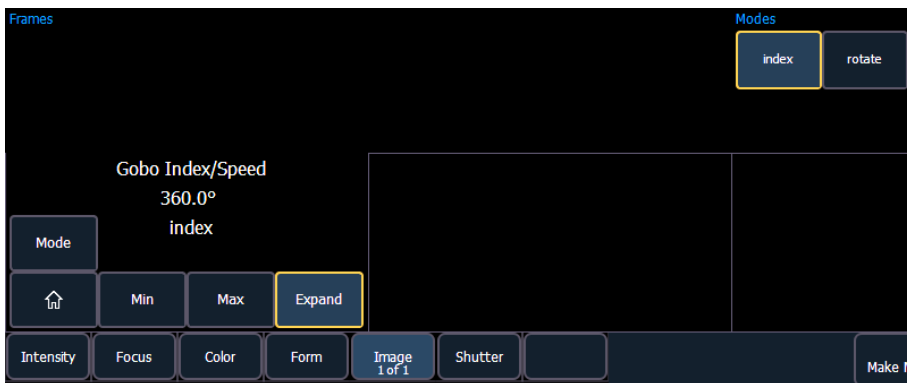 Frames
Modes
index
rotate
Gobo Index/Speed
360.0°
index
Mode
Min
Max
Expand
Intensity
Focus
Color
Form
Image
1 of 1
Shutter
Make